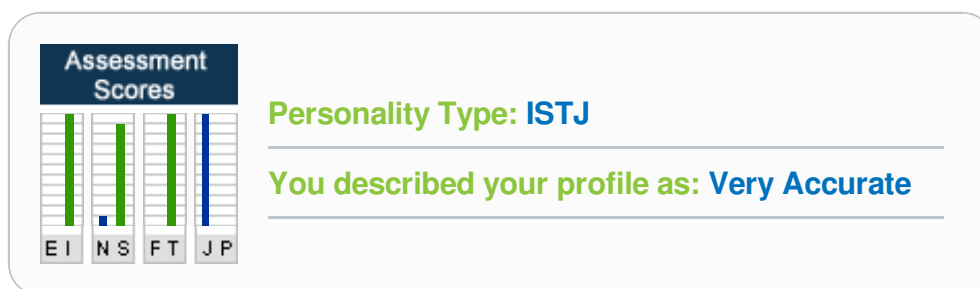 Assessment
Scores
Personality Type: ISTJ
You described your profile as: Very Accurate
E I N S F T J P